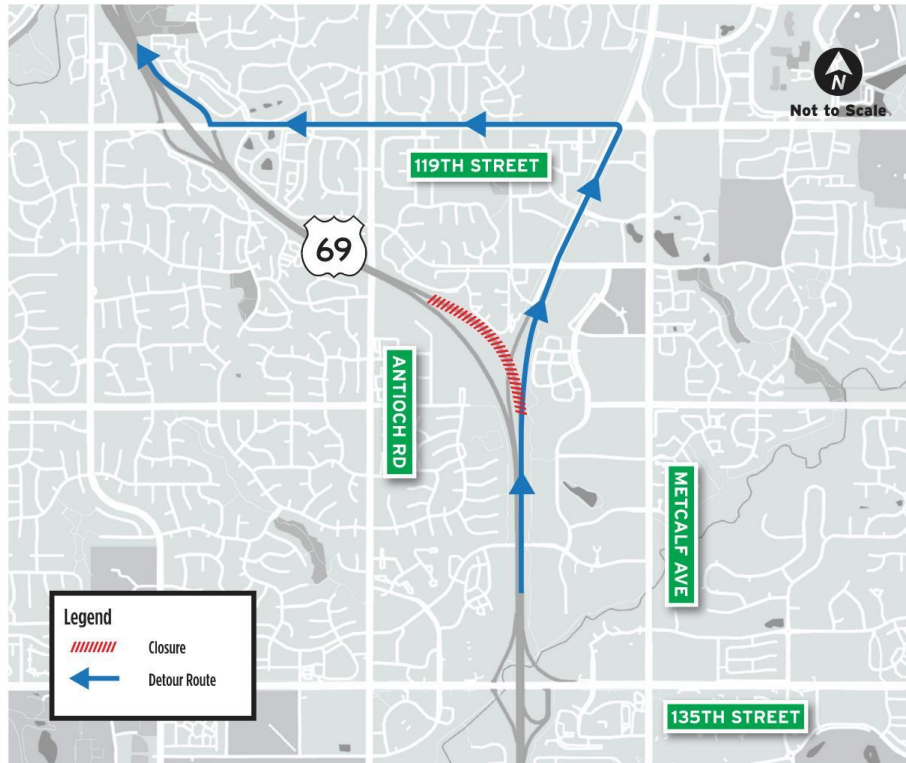 N
Not to Scale
119TH STREET
69
ANTIOCH RD
METCALF AVE
Legend
Closure
Detour Route
135TH STREET